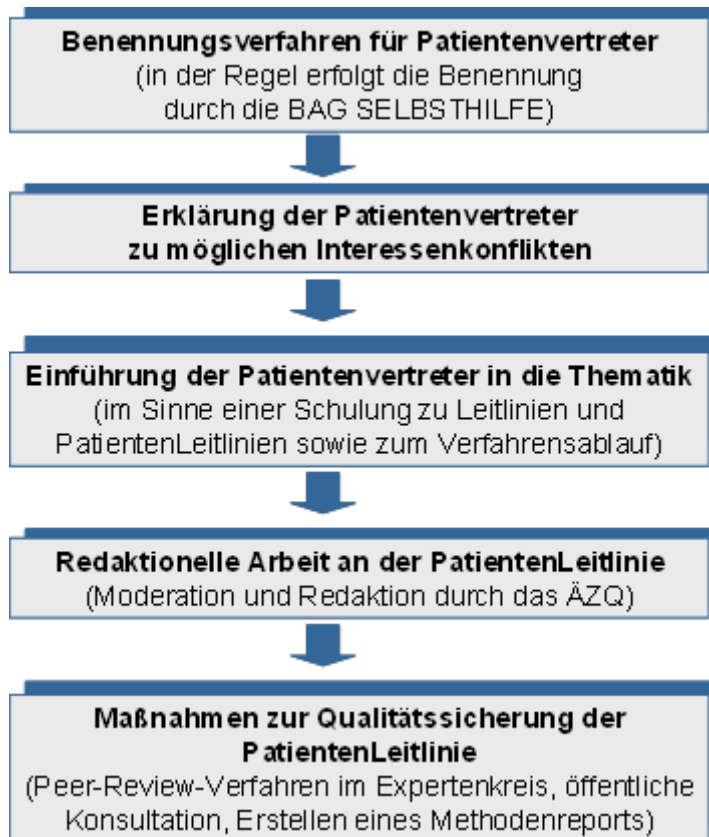 Benennungsverfahren für Patientenvertreter
(in der Regel erfolgt die Benennung
durch die BAG SELBSTHILFE)
Erklärung der Patientenvertreter
zu möglichen Interessenkonflikten
Einführung der Patientenvertreter in die Thematik
(im Sinne einer Schulung zu Leitlinien und
PatientenLeitlinien sowie zum Verfahrensablauf)
Redaktionelle Arbeit an der PatientenLeitlinie
(Moderation und Redaktion durch das ÄZQ)
Maßnahmen zur Qualitätssicherung der
PatientenLeitlinie
(Peer-Review-Verfahren im Expertenkreis, öffentliche
Konsultation, Erstellen eines Methodenreports)